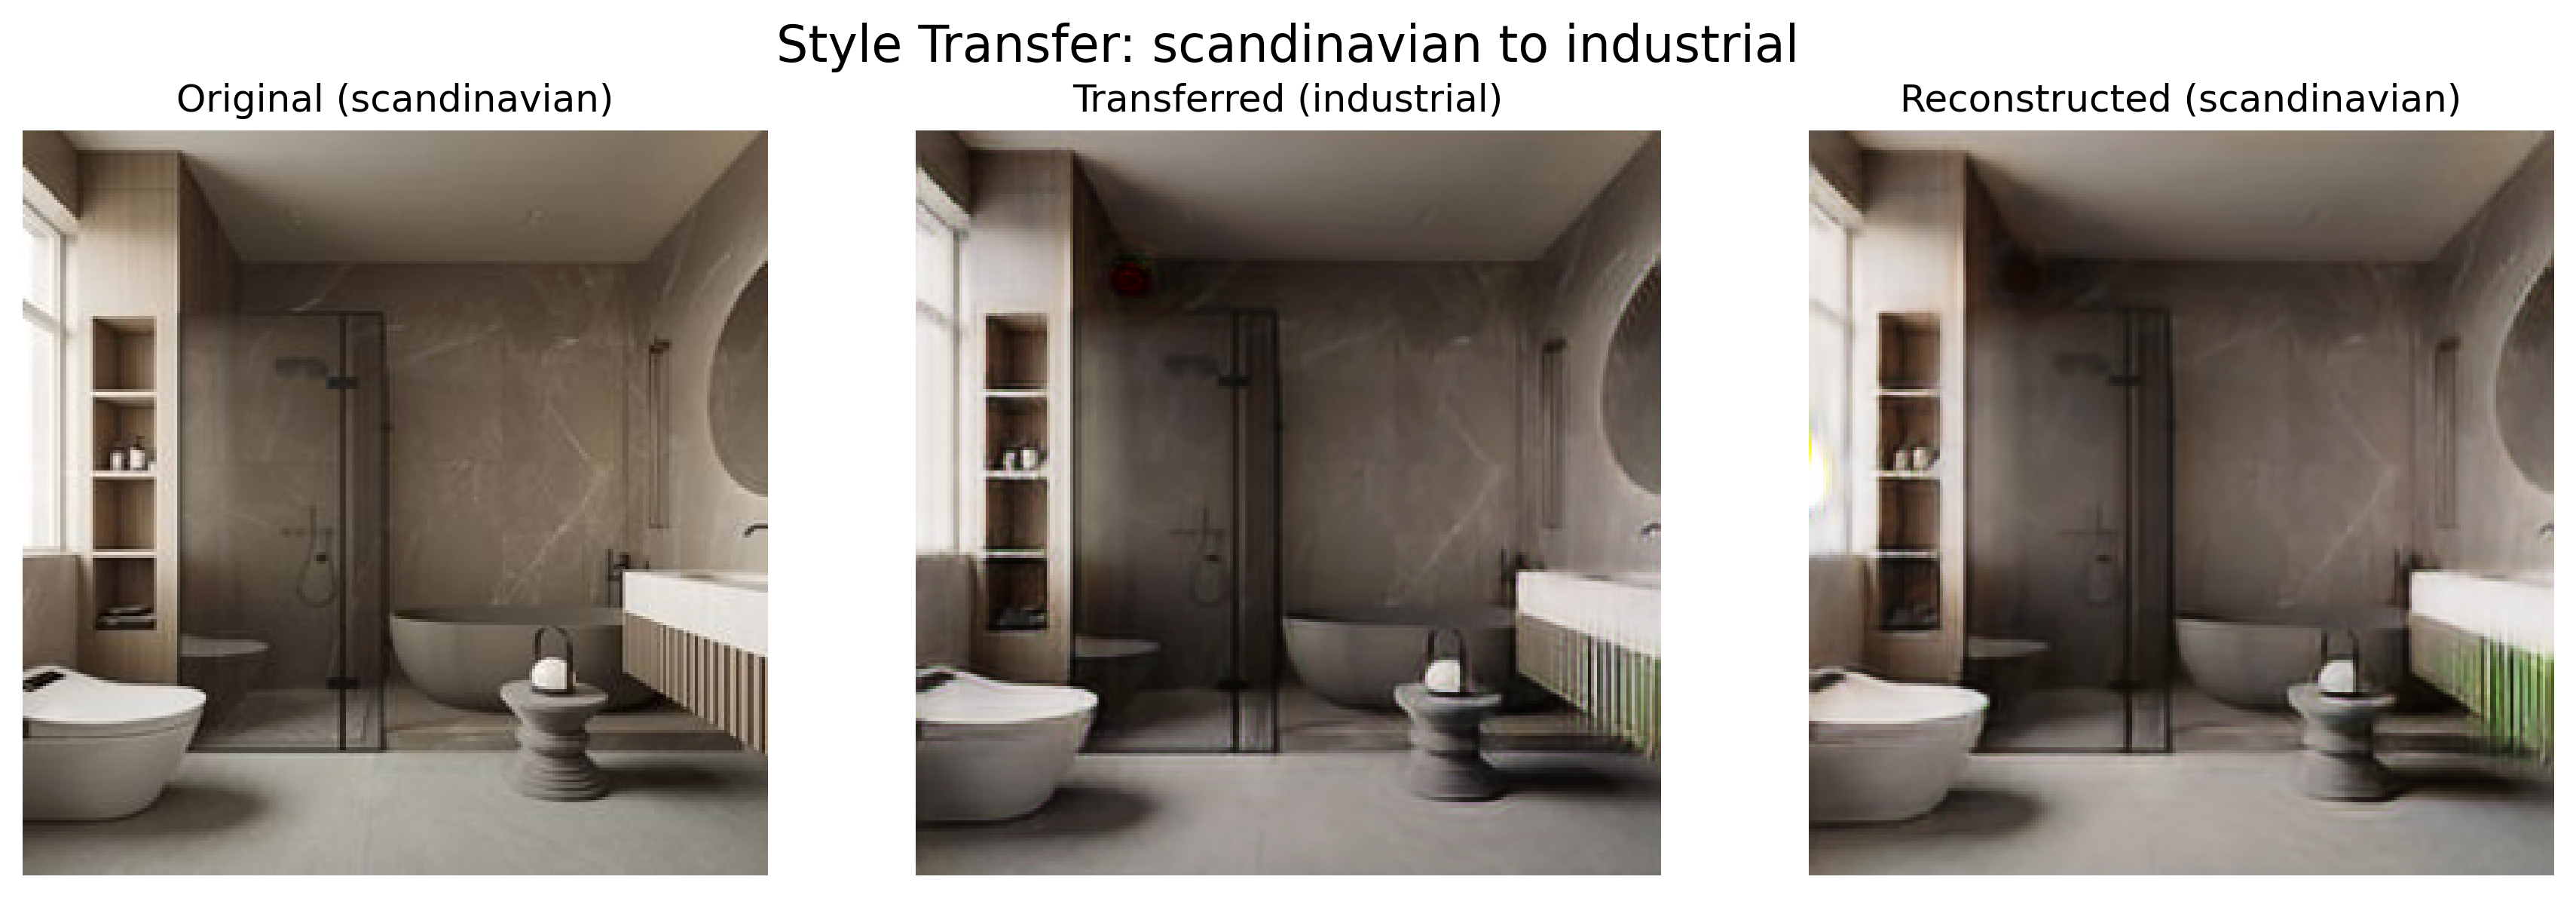 Style Transfer: scandinavian to industrial
Original (scandinavian)
Transferred (industrial)
Reconstructed (scandinavian)